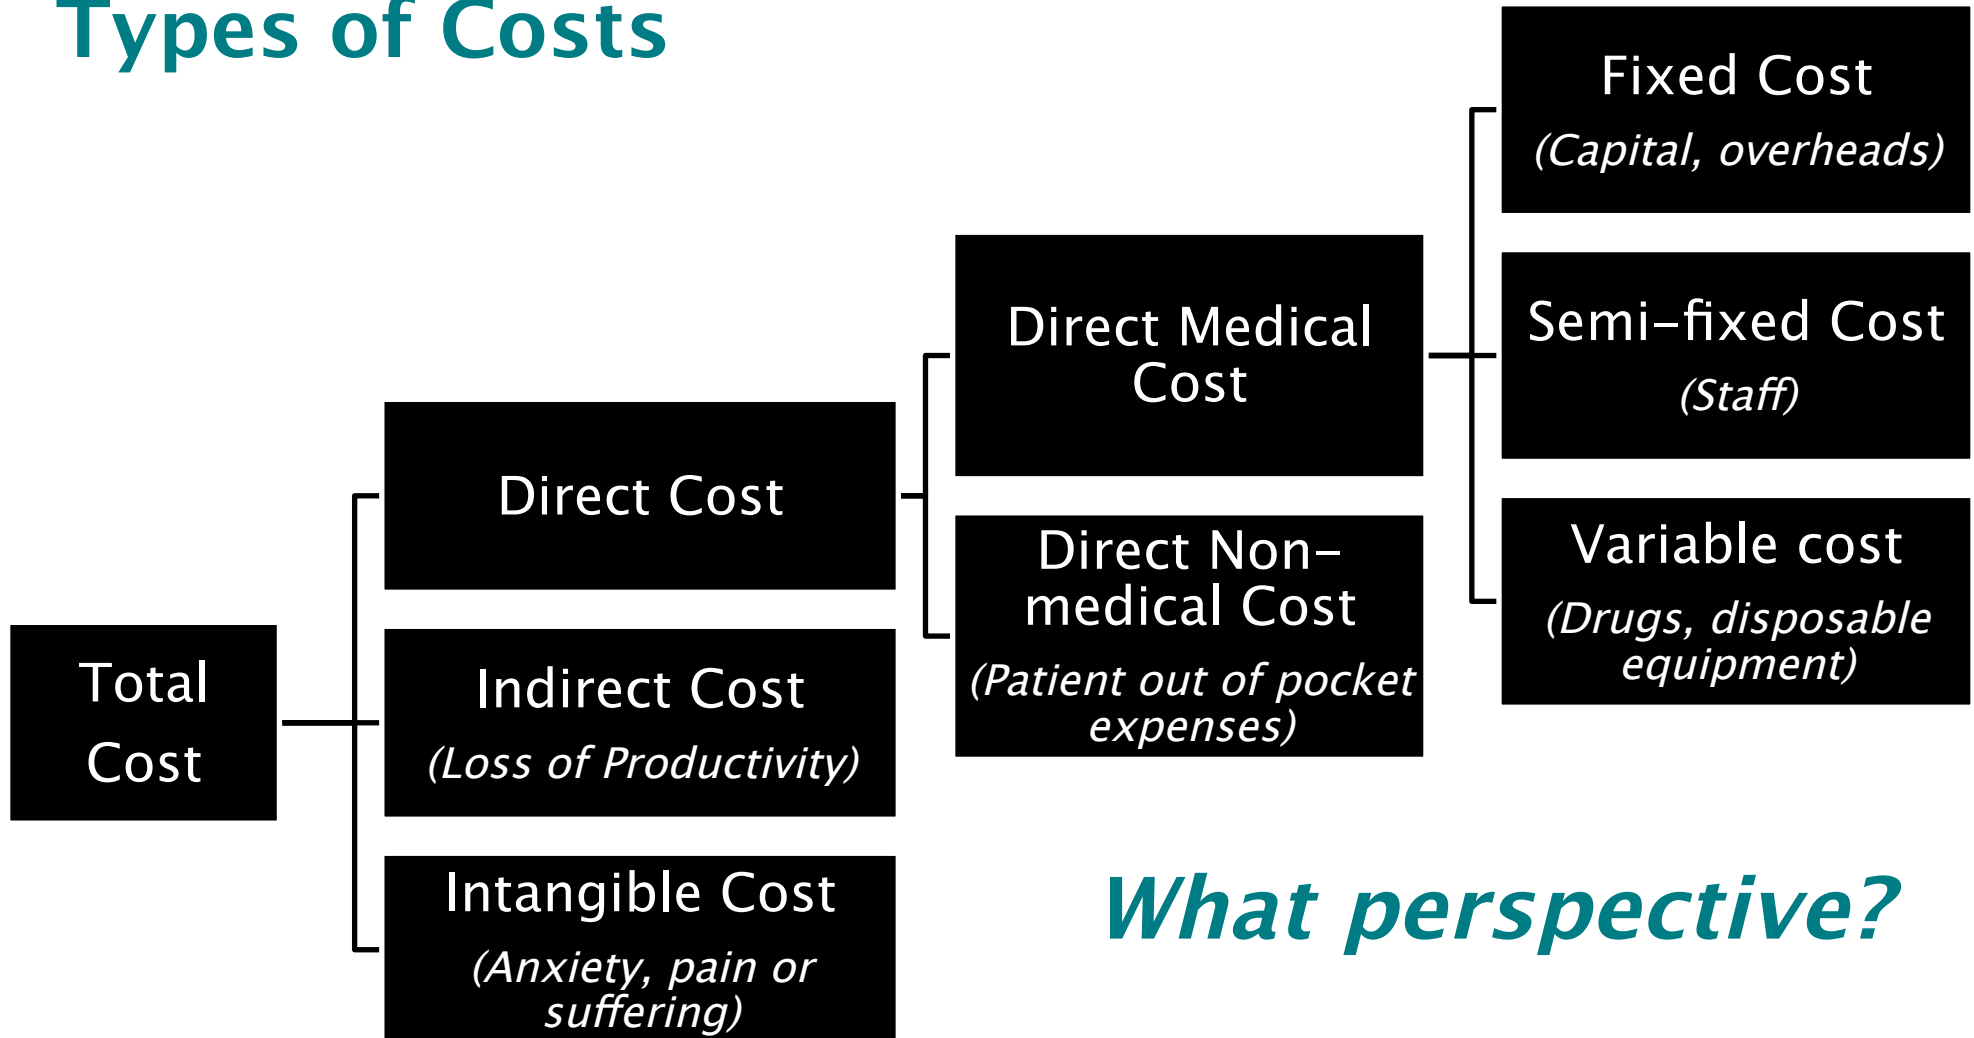 Types of Costs
Total
Cost
Direct Cost
Indirect Cost
(Loss of Productivity)
Intangible Cost
(Anxiety, pain or
suffering)
Direct Medical
Cost
Direct Non-
medical Cost
(Patient out of pocket
expenses)
Fixed Cost
(Capital, overheads)
Semi-fixed Cost
(Staff)
Variable cost
(Drugs, disposable
equipment)
What perspective?